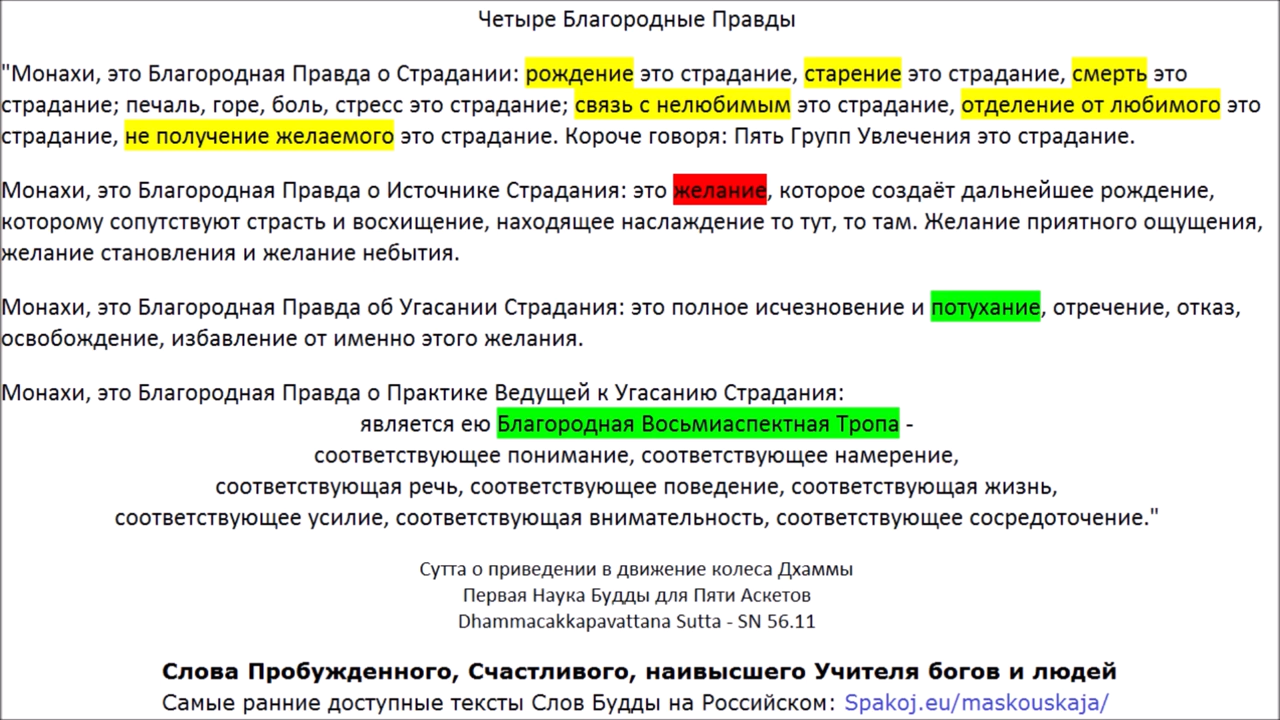 Четыре Благородные Правды
"Монахи, это Благородная Правда о Страдании: рождение это страдание, старение это страдание, смерть это
страдание; печаль, горе, боль, стресс это страдание; связь с нелюбимым это страдание, отделение от любимого это
страдание, не получение желаемого это страдание. Короче говоря: Пять Групп Увлечения это страдание.
Монахи, это Благородная Правда о Источнике Страдания: это желание, которое создаёт дальнейшее рождение,
которому сопутствуют страсть и восхищение, находящее наслаждение то тут, то там. Желание приятного ощущения,
желание становления и желание небытия.
Монахи, это Благородная Правда об Угасании Страдания: это полное исчезновение и потухание, отречение, отказ,
освобождение, избавление от именно этого желания.
Монахи, это Благородная Правда о Практике Ведущей к Угасанию Страдания:
является ею Благородная Восьмиаспектная Тропа -
соответствующее понимание, соответствующее намерение,
соответствующая речь, соответствующее поведение, соответствующая жизнь,
соответствующее усилие, соответствующая внимательность, соответствующее сосредоточение."
Сутта о приведении в движение колеса Дхаммы
Первая Наука Будды для Пяти Аскетов
Dhammacakkapavattana Sutta - SN 56.11
Слова Пробужденного, Счастливого, наивысшего Учителя богов и людей
Самые ранние доступные тексты Слов Будды на Российском: Spakoj.eu/maskouskaja/